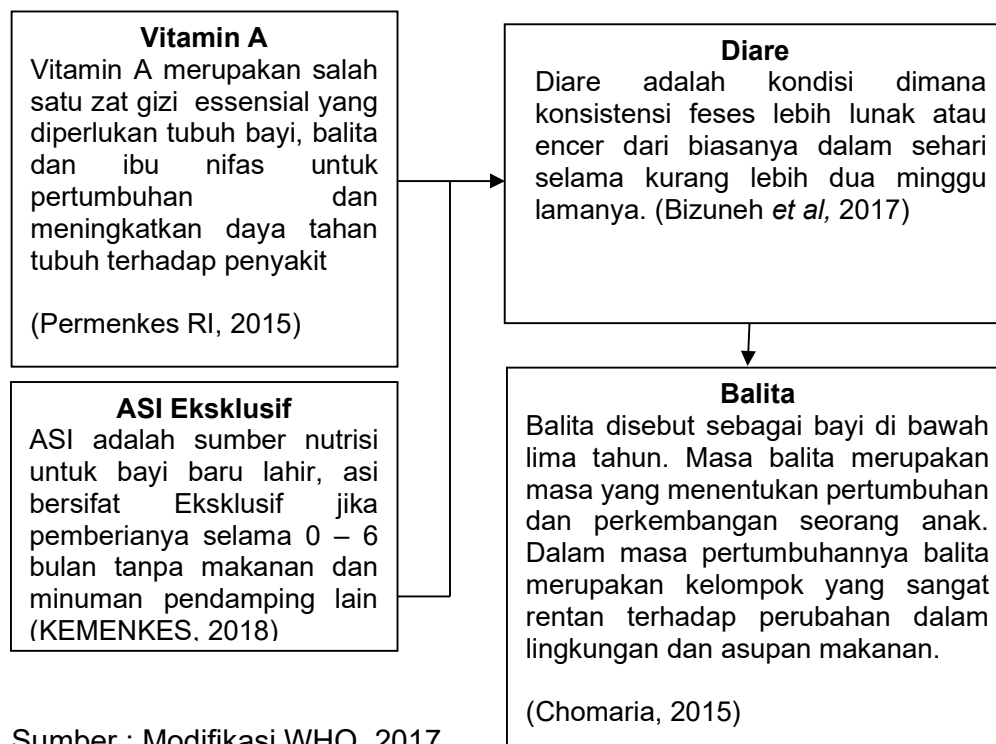 Vitamin A
Vitamin A merupakan salah
satu zat gizi essensial yang
diperlukan tubuh bayi, balita
dan ibu nifas untuk
pertumbuhan dan
meningkatkan daya tahan
tubuh terhadap penyakit
(Permenkes RI, 2015)
ASI Eksklusif
ASI adalah sumber nutrisi
untuk bayi baru lahir, asi
bersifat Eksklusif jika
pemberianya selama 0 – 6
bulan tanpa makanan dan
minuman pendamping lain
(KEMENKES, 2018)
Diare
Diare adalah kondisi dimana
konsistensi feses lebih lunak atau
encer dari biasanya dalam sehari
selama kurang lebih dua minggu
lamanya. (Bizuneh et al, 2017)
Balita
Balita disebut sebagai bayi di bawah
lima tahun. Masa balita merupakan
masa yang menentukan pertumbuhan
dan perkembangan seorang anak.
Dalam masa pertumbuhannya balita
merupakan kelompok yang sangat
rentan terhadap perubahan dalam
lingkungan dan asupan makanan.
(Chomaria, 2015)
Sumber : Modifikasi WHO, 2017